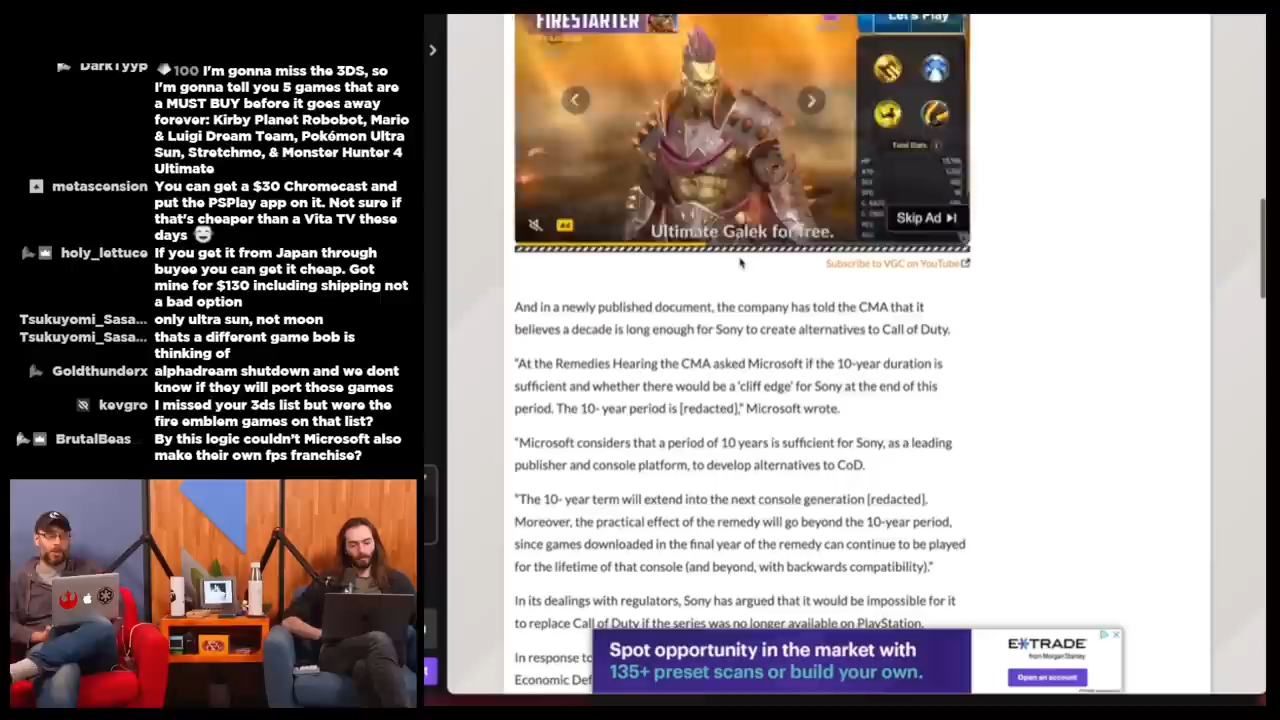 DarkTyyp 100 I'm gonna miss the 3DS, so
I'm gonna tell you 5 games that are
a MUST BUY before it goes away
forever: Kirby Planet Robobot, Mario
& Luigi Dream Team, Pokémon Ultra
Sun, Stretchmo, & Monster Hunter 4
Ultimate
metascension You can get a $30 Chromecast and
put the PSPlay app on it. Not sure if
that's cheaper than a Vita TV these
days
holy_lettuce If you get it from Japan through
buyee you can get it cheap. Got
mine for $130 including shipping not
a bad option
Tsukuyomi_Sasa... only ultra sun, not moon
Tsukuyomi_Sasa... thats a different game bob is
thinking of
Goldthunderx alphadream shutdown and we dont
know if they will port those games
kevgro I missed your 3ds list but were the
fire emblem games on that list?
BrutalBeas By this logic couldn't Microsoft also
make their own fps franchise?
FIRESTARTER
Let's Play
Total Stats
Skip Ad
Ad
Ultimate Galek for free.
Subscribe to VGC on YouTube
And in a newly published document, the company has told the CMA that it
believes a decade is long enough for Sony to create alternatives to Call of Duty.
"At the Remedies Hearing the CMA asked Microsoft if the 10-year duration is
sufficient and whether there would be a 'cliff edge' for Sony at the end of this
period. The 10- year period is [redacted]," Microsoft wrote.
"Microsoft considers that a period of 10 years is sufficient for Sony, as a leading
publisher and console platform, to develop alternatives to CoD.
"The 10- year term will extend into the next console generation [redacted].
Moreover, the practical effect of the remedy will go beyond the 10-year period,
since games downloaded in the final year of the remedy can continue to be played
for the lifetime of that console (and beyond, with backwards compatibility)."
In its dealings with regulators, Sony has argued that it would be impossible for it
to replace Call of Duty if the series was no longer available on PlayStation.
In response to
Economic Def
Spot opportunity in the market with
135+ preset scans or build your own.
E*TRADE
from Morgan Stanley
Open an account